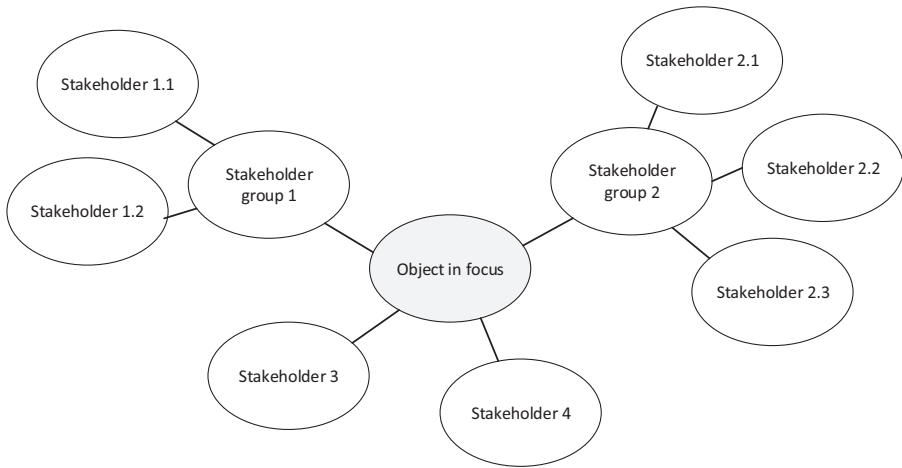 Stakeholder 1.1
Stakeholder 1.2
Stakeholder
group 1
Object in focus
Stakeholder
group 2
Stakeholder 2.1
Stakeholder 2.2
Stakeholder 2.3
Stakeholder 3
Stakeholder 4